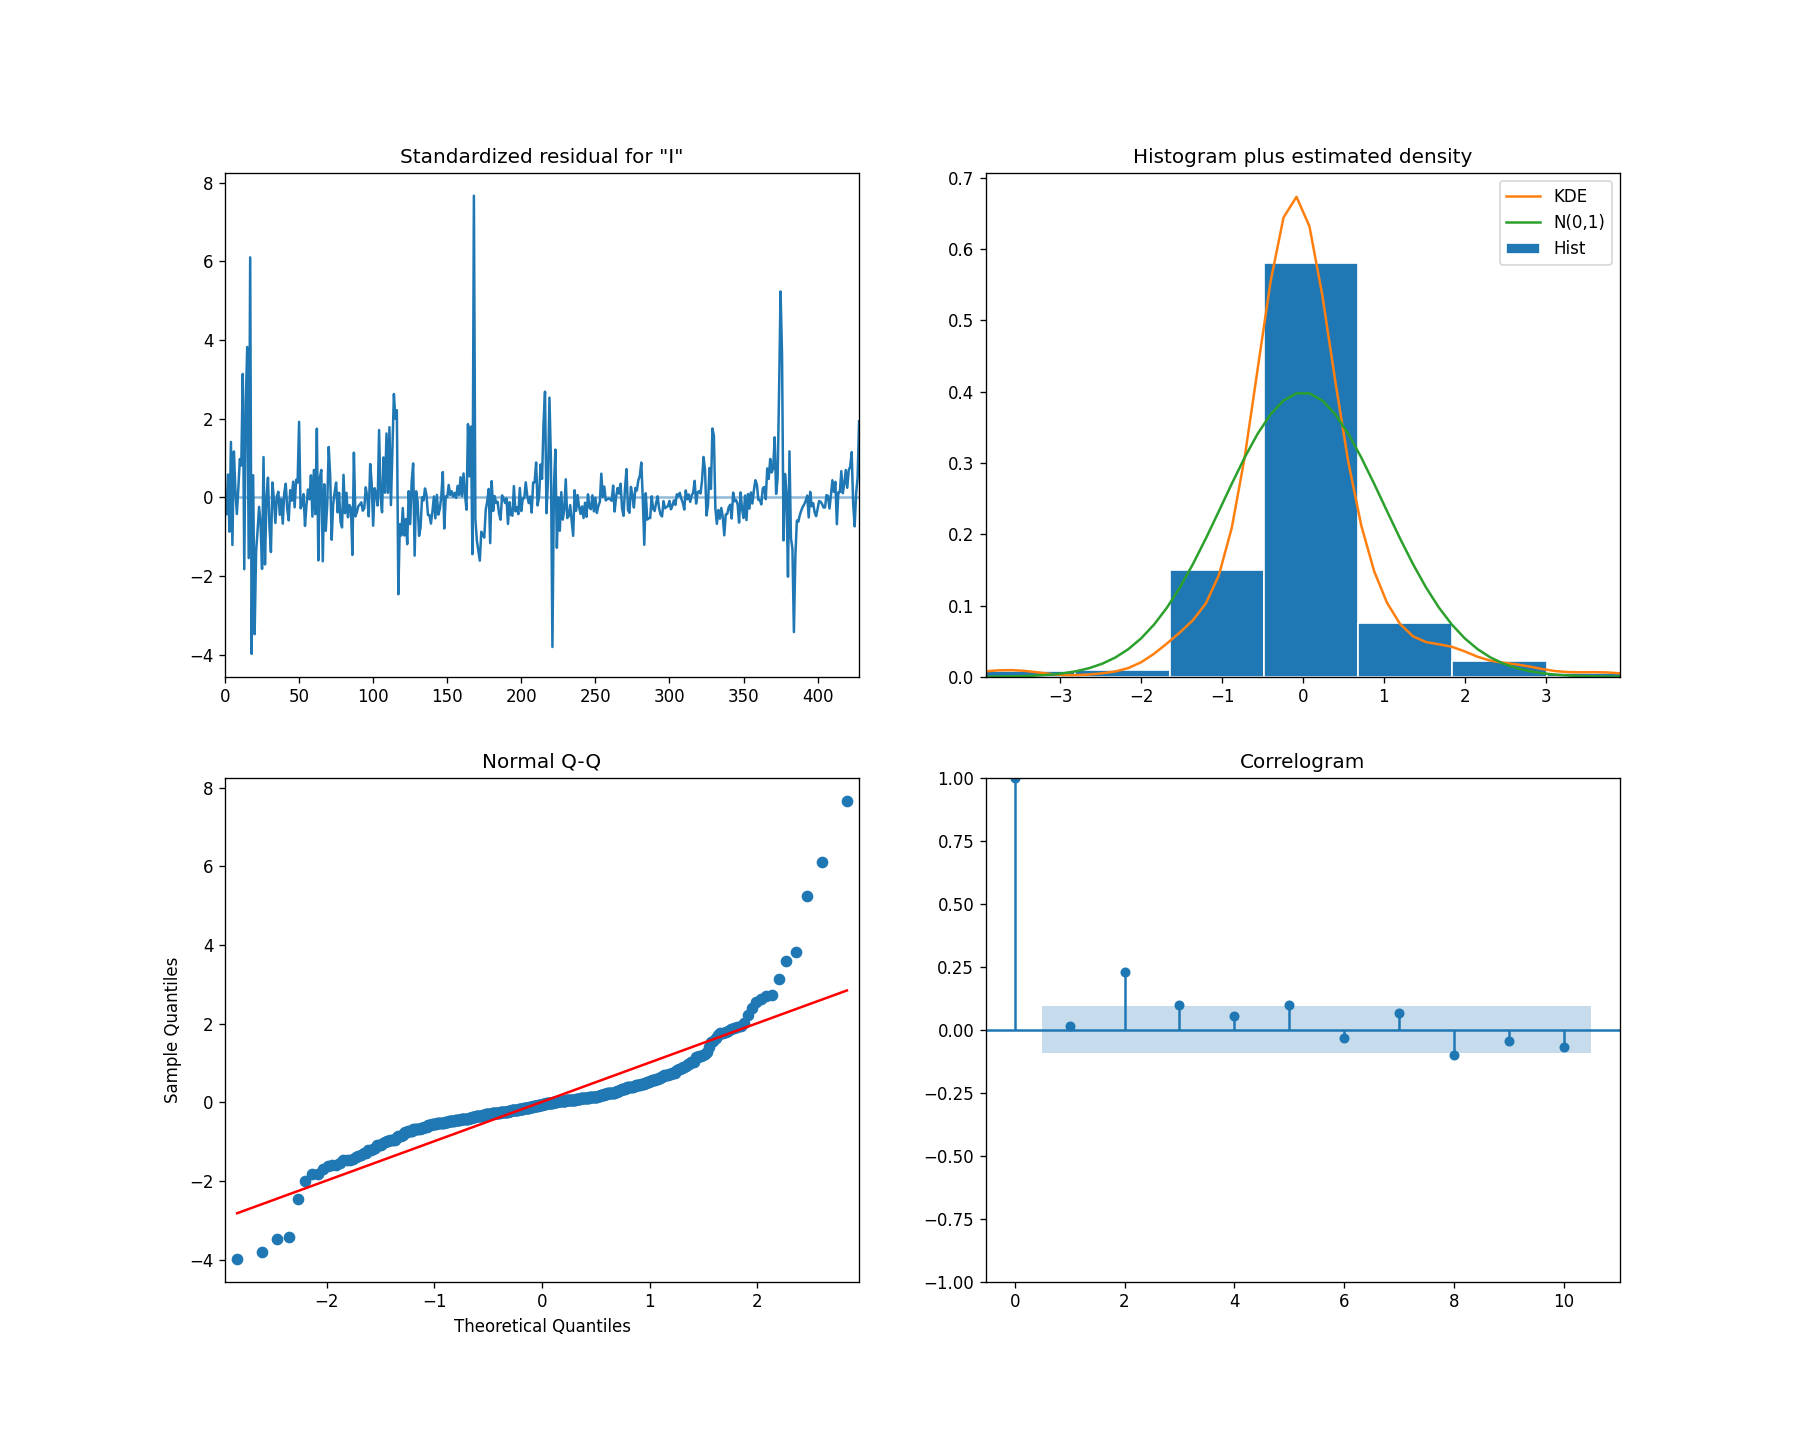 Standardized residual for "I"
8
6
4
2
0
−2
−4
0 50 100 150 200 250 300 350 400
Histogram plus estimated density
KDE
N(0,1)
Hist
0.7
0.6
0.5
0.4
0.3
0.2
0.1
0.0
−3 −2 −1 0 1 2 3
Normal Q-Q
Sample Quantiles
8
6
4
2
0
−2
−4
−2 −1 0 1 2
Theoretical Quantiles
Correlogram
1.00
0.75
0.50
0.25
0.00
−0.25
−0.50
−0.75
−1.00
0 2 4 6 8 10